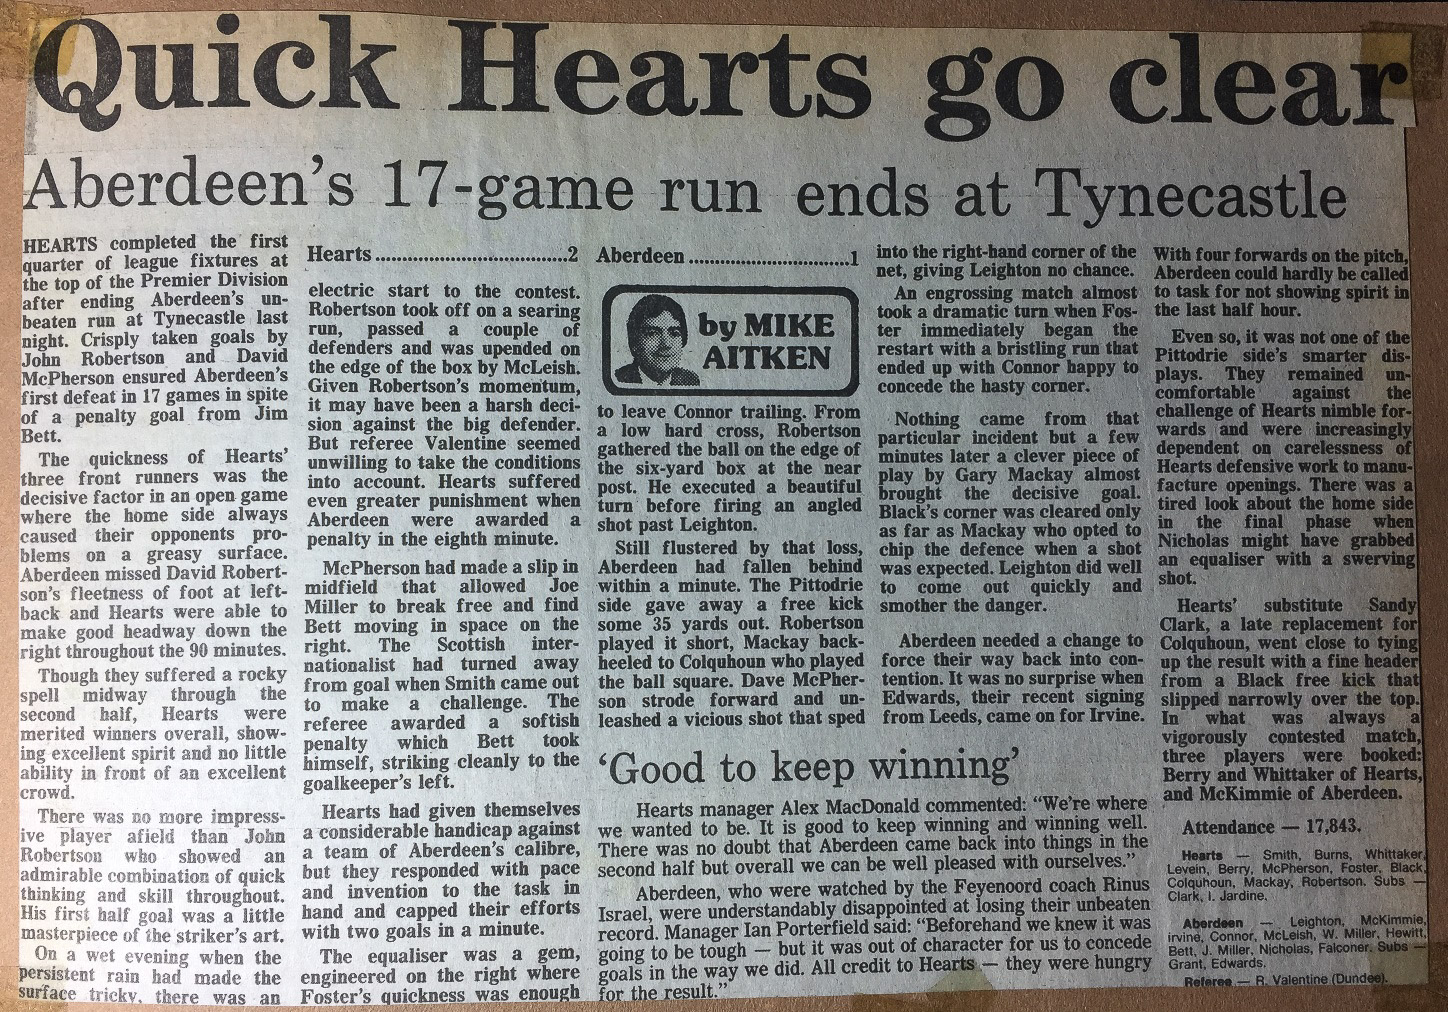 Quick Hearts go clear
Aberdeen's 17-game run ends at Tynecastle
HEARTS completed the first
quarter of league fixtures at
the top of the Premier Division
after ending Aberdeen's un-
beaten run at Tynecastle last
night. Crisply taken goals by
John Robertson and David
McPherson ensured Aberdeen's
first defeat in 17 games in spite
of a penalty goal from Jim
Bett.
The quickness of Hearts'
three front runners was the
decisive factor in an open game
where the home side always
caused their opponents pro-
blems on a greasy surface.
Aberdeen missed David Robert-
son's fleetness of foot at left-
back and Hearts were able to
make good headway down the
right throughout the 90 minutes.
Though they suffered a rocky
spell midway through the
second half, Hearts were
merited winners overall, show-
ing excellent spirit and no little
ability in front of an excellent
crowd.
There was no more impress-
ive player afield than John
Robertson who showed an
admirable combination of quick
thinking and skill throughout.
His first half goal was a little
masterpiece of the striker's art.
On a wet evening when the
persistent rain had made the
surface tricky, there was an
Hearts.................................2
electric start to the contest.
Robertson took off on a searing
run, passed a couple of
defenders and was upended on
the edge of the box by McLeish.
Given Robertson's momentum,
it may have been a harsh deci-
sion against the big defender.
But referee Valentine seemed
unwilling to take the conditions
into account. Hearts suffered
even greater punishment when
Aberdeen were awarded a
penalty in the eighth minute.
McPherson had made a slip in
midfield that allowed Joe
Miller to break free and find
Bett moving in space on the
right. The Scottish inter-
nationalist had turned away
from goal when Smith came out
to make a challenge. The
referee awarded a softish
penalty which Bett took
himself, striking cleanly to the
goalkeeper's left.
Hearts had given themselves
a considerable handicap against
a team of Aberdeen's calibre,
but they responded with pace
and invention to the task in
hand and capped their efforts
with two goals in a minute.
The equaliser was a gem,
engineered on the right where
Foster's quickness was enough
Aberdeen............................1
by MIKE
AITKEN
to leave Connor trailing. From
a low hard cross, Robertson
gathered the ball on the edge of
the six-yard box at the near
post. He executed a beautiful
turn before firing an angled
shot past Leighton.
Still flustered by that loss,
Aberdeen had fallen behind
within a minute. The Pittodrie
side gave away a free kick
some 35 yards out. Robertson
played it short, Mackay back-
heeled to Colquhoun who played
the ball square. Dave McPher-
son strode forward and un-
leashed a vicious shot that sped
into the right-hand corner of the
net, giving Leighton no chance.
An engrossing match almost
took a dramatic turn when Fos-
ter immediately began the
restart with a bristling run that
ended up with Connor happy to
concede the hasty corner.
Nothing came from that
particular incident but a few
minutes later a clever piece of
play by Gary Mackay almost
brought the decisive goal.
Black's corner was cleared only
as far as Mackay who opted to
chip the defence when a shot
was expected. Leighton did well
to come out quickly and
smother the danger.
Aberdeen needed a change to
force their way back into con-
tention. It was no surprise when
Edwards, their recent signing
from Leeds, came on for Irvine.
With four forwards on the pitch,
Aberdeen could hardly be called
to task for not showing spirit in
the last half hour.
Even so, it was not one of the
Pittodrie side's smarter dis-
plays. They remained un-
comfortable against the
challenge of Hearts nimble for-
wards and were increasingly
dependent on carelessness of
Hearts defensive work to manu-
facture openings. There was a
tired look about the home side
in the final phase when
Nicholas might have grabbed
an equaliser with a swerving
shot.
Hearts' substitute Sandy
Clark, a late replacement for
Colquhoun, went close to tying
up the result with a fine header
from a Black free kick that
slipped narrowly over the top.
In what was always a
vigorously contested match,
three players were booked:
Berry and Whittaker of Hearts,
and McKimmie of Aberdeen.
Attendance — 17,843.
Hearts — Smith, Burns, Whittaker,
Levein, Berry, McPherson, Foster, Black,
Colquhoun, Mackay, Robertson. Subs —
Clark, I. Jardine.
Aberdeen — Leighton, McKimmie,
Irvine, Connor, McLeish, W. Miller, Hewitt,
Bett, J. Miller, Nicholas, Falconer. Subs —
Grant, Edwards.
Referee — R. Valentine (Dundee).
'Good to keep winning'
Hearts manager Alex MacDonald commented: "We're where
we wanted to be. It is good to keep winning and winning well.
There was no doubt that Aberdeen came back into things in the
second half but overall we can be well pleased with ourselves."
Aberdeen, who were watched by the Feyenoord coach Rinus
Israel, were understandably disappointed at losing their unbeaten
record. Manager Ian Porterfield said: "Beforehand we knew it was
going to be tough — but it was out of character for us to concede
goals in the way we did. All credit to Hearts — they were hungry
for the result."